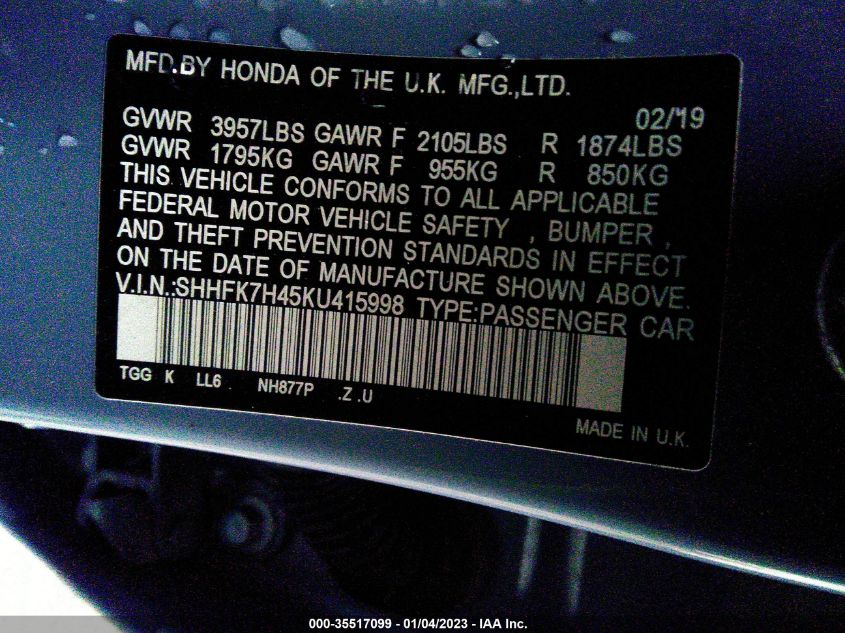 MFD.BY HONDA OF THE U.K. MFG.,LTD.
02/19
GVWR 3957LBS GAWR F 2105LBS R 1874LBS
GVWR 1795KG GAWR F 955KG R 850KG
THIS VEHICLE CONFORMS TO ALL APPLICABLE
FEDERAL MOTOR VEHICLE SAFETY , BUMPER ,
AND THEFT PREVENTION STANDARDS IN EFFECT
ON THE DATE OF MANUFACTURE SHOWN ABOVE.
V.I.N.:SHHFK7H45KU415998 TYPE:PASSENGER CAR
TGG K LL6 . NH877P .Z .U
MADE IN U.K.
000-35517099 - 01/04/2023 - IAA Inc.